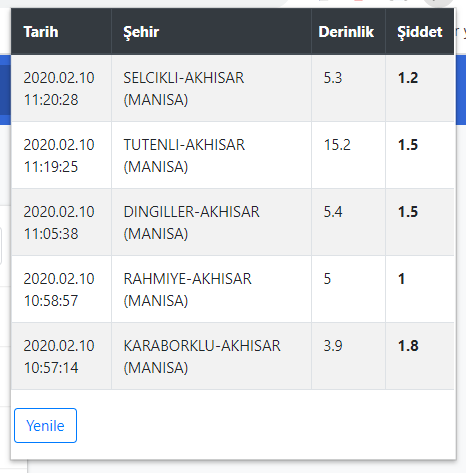 Tarih Şehir Derinlik Şiddet
2020.02.10 SELCIKLI-AKHISAR 5.3 1.2
11:20:28 (MANISA)
2020.02.10 TUTENLI-AKHISAR 15.2 1.5
11:19:25 (MANISA)
2020.02.10 DINGILLER-AKHISAR 5.4 1.5
11:05:38 (MANISA)
2020.02.10 RAHMIYE-AKHISAR 5 1
10:58:57 (MANISA)
2020.02.10 KARABORKLU-AKHISAR 3.9 1.8
10:57:14 (MANISA)
Yenile